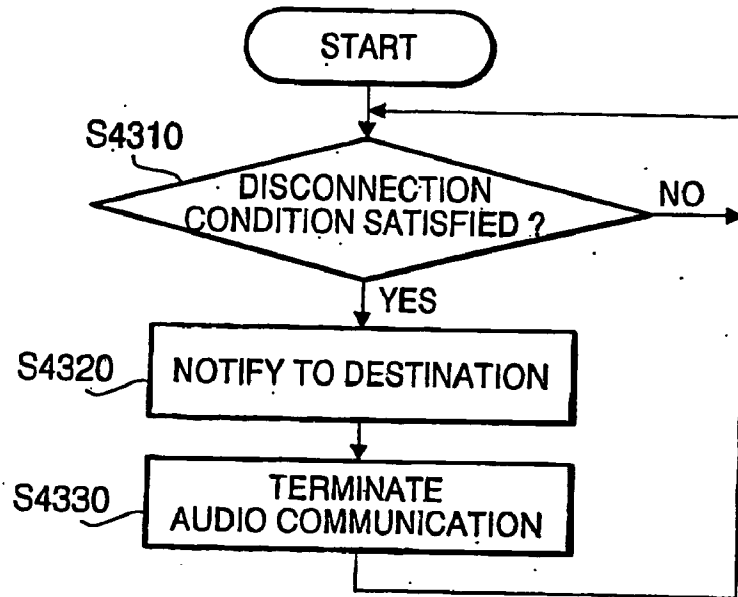 START
S4310
DISCONNECTION
CONDITION SATISFIED ?
NO
YES
S4320
NOTIFY TO DESTINATION
S4330
TERMINATE
AUDIO COMMUNICATION